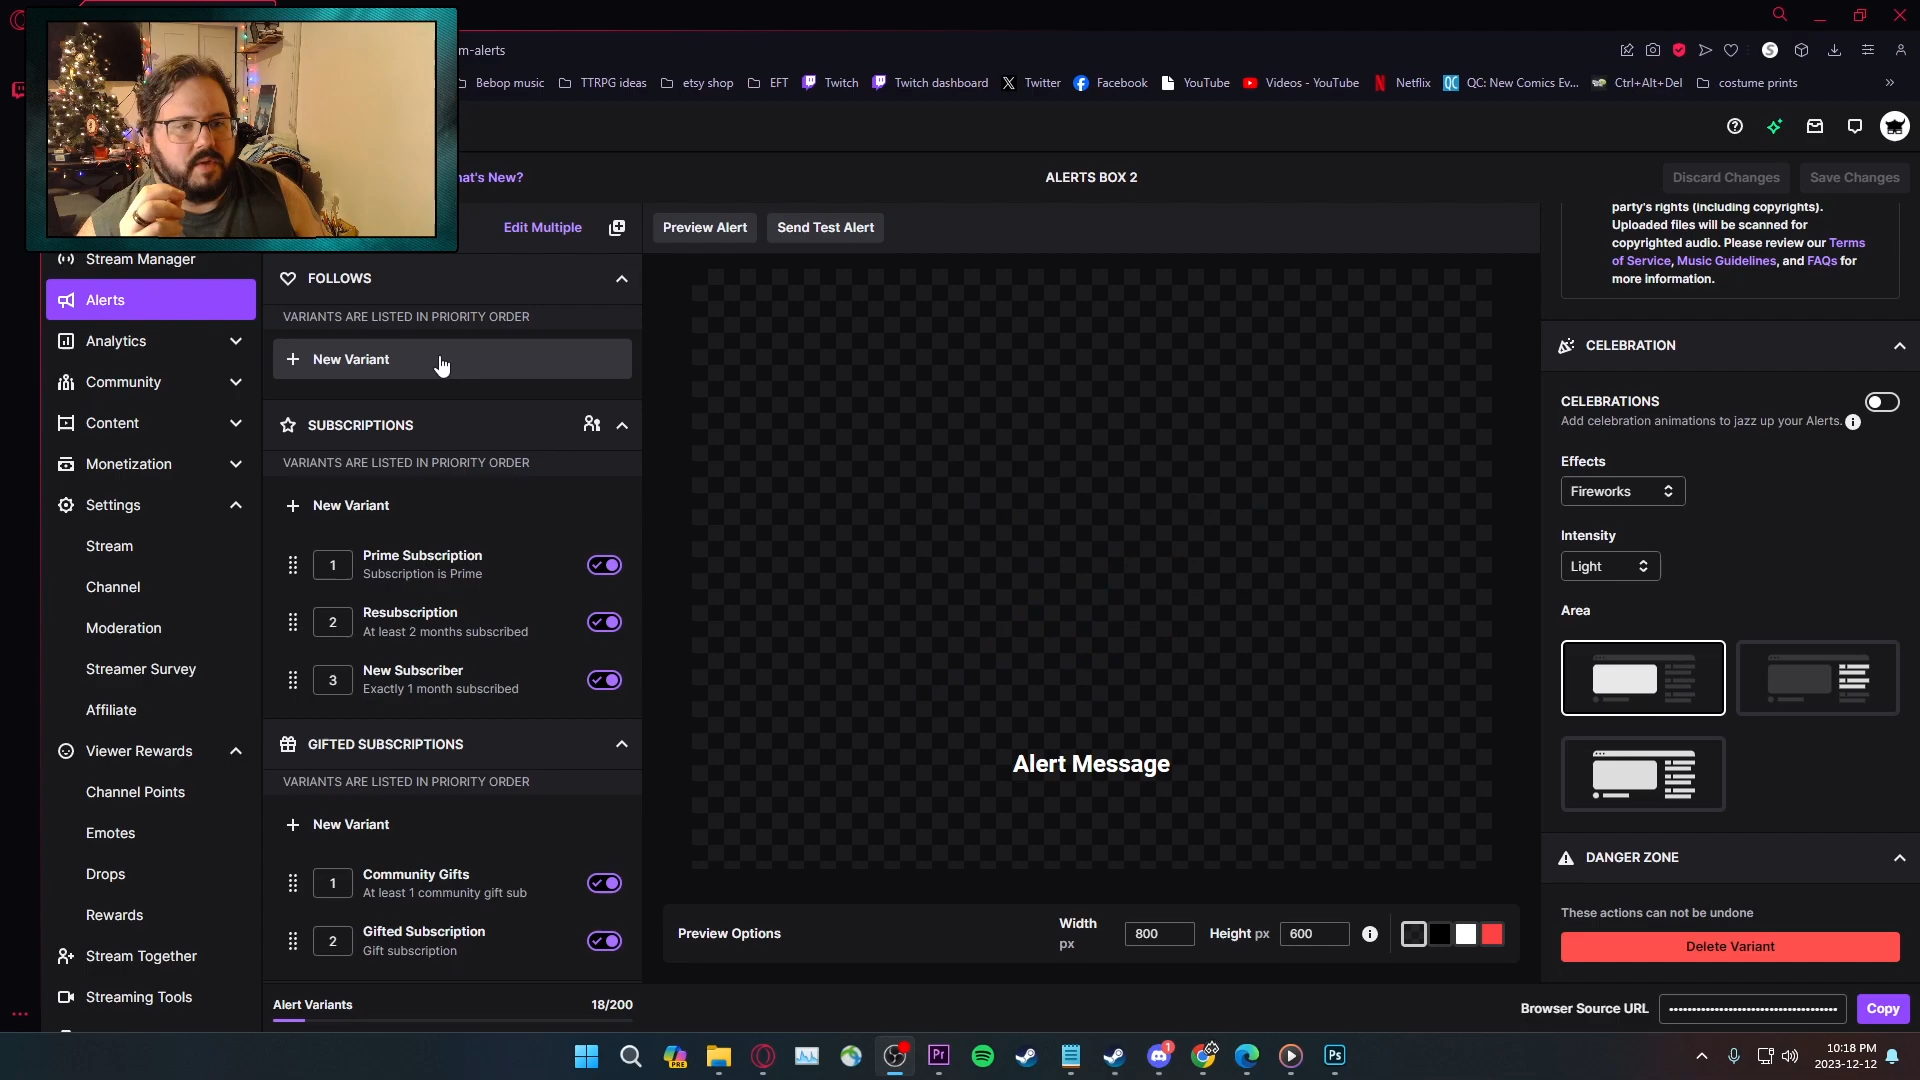 m-alerts
Bebop music
TTRPG ideas
etsy shop
EFT
Twitch
Twitch dashboard
Twitter
Facebook
YouTube
Videos - YouTube
Netflix
QC: New Comics Ev...
Ctrl+Alt+Del
costume prints
»
hat's New?
ALERTS BOX 2
Discard Changes
Save Changes
Stream Manager
Alerts
Analytics
Community
Content
Monetization
Settings
Stream
Channel
Moderation
Streamer Survey
Affiliate
Viewer Rewards
Channel Points
Emotes
Drops
Rewards
Stream Together
Streaming Tools
Edit Multiple
FOLLOWS
VARIANTS ARE LISTED IN PRIORITY ORDER
+ New Variant
SUBSCRIPTIONS
VARIANTS ARE LISTED IN PRIORITY ORDER
+ New Variant
1 Prime Subscription
Subscription is Prime
2 Resubscription
At least 2 months subscribed
3 New Subscriber
Exactly 1 month subscribed
GIFTED SUBSCRIPTIONS
VARIANTS ARE LISTED IN PRIORITY ORDER
+ New Variant
1 Community Gifts
At least 1 community gift sub
2 Gifted Subscription
Gift subscription
Alert Variants 18/200
Preview Alert
Send Test Alert
Alert Message
Preview Options
Width px 800
Height px 600
party's rights (including copyrights).
Uploaded files will be scanned for
copyrighted audio. Please review our Terms
of Service, Music Guidelines, and FAQs for
more information.
CELEBRATION
CELEBRATIONS
Add celebration animations to jazz up your Alerts.
Effects
Fireworks
Intensity
Light
Area
DANGER ZONE
These actions can not be undone
Delete Variant
Browser Source URL
Copy
PRE
Pr
1
Ps
10:18 PM
2023-12-12